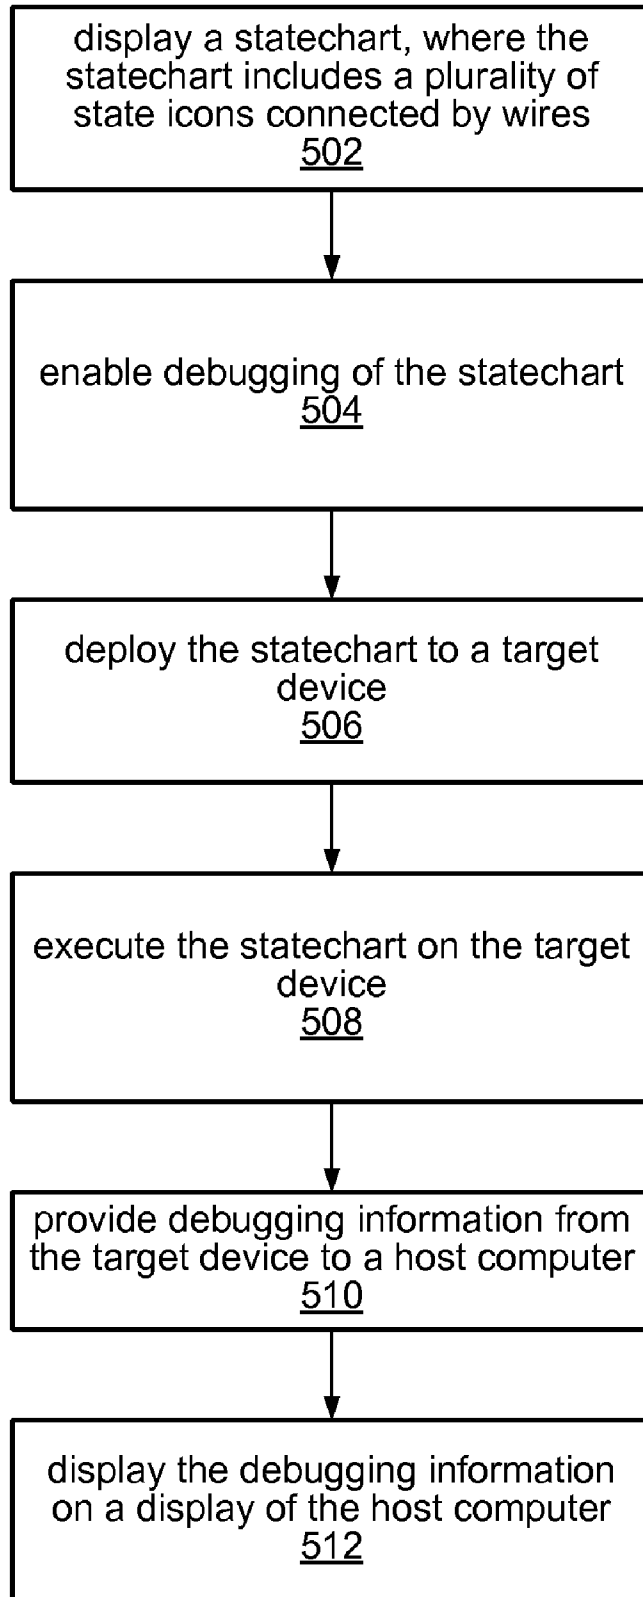 display a statechart, where the
statechart includes a plurality of
state icons connected by wires
502
enable debugging of the statechart
504
deploy the statechart to a target
device
506
execute the statechart on the target
device
508
provide debugging information from
the target device to a host computer
510
display the debugging information
on a display of the host computer
512